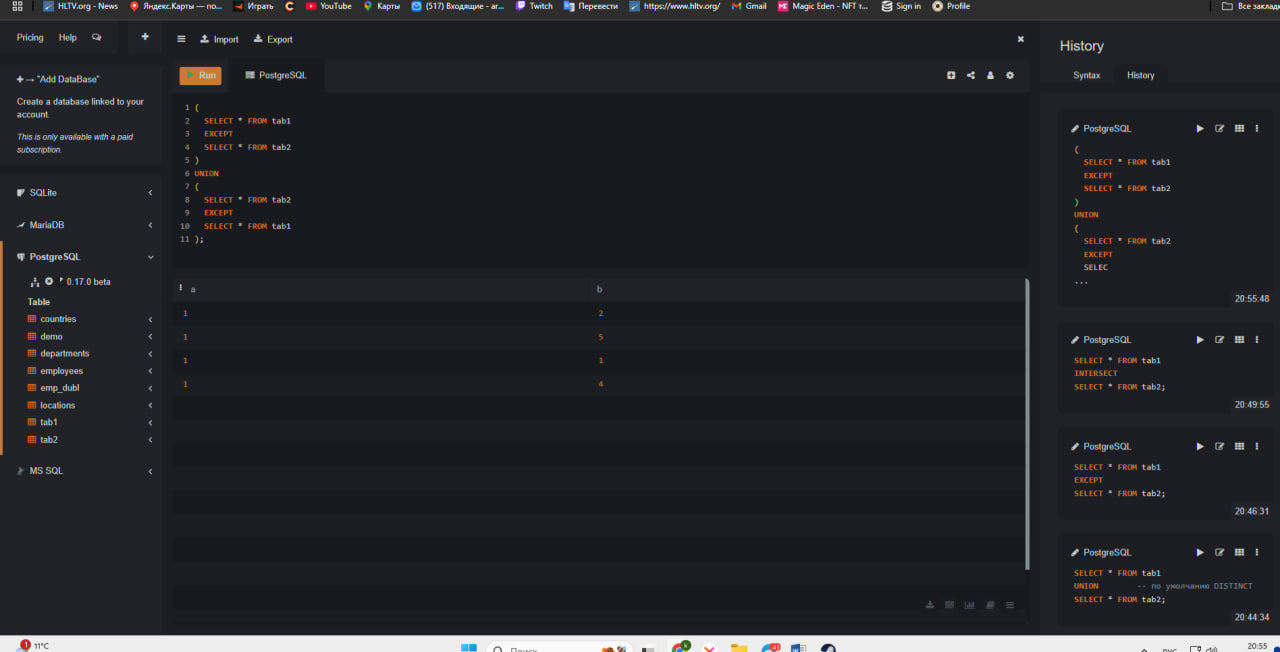 HLTV.org - News
Яндекс.Карты — по...
Играть
YouTube
Карты
(517) Входящие - ar...
Twitch
Перевести
https://www.hltv.org/
Gmail
Magic Eden - NFT т...
Sign in
Profile
Все заклад
Pricing
Help
Import
Export
History
Run
PostgreSQL
Syntax
History
"Add DataBase"
Create a database linked to your
account.
This is only available with a paid
subscription.
SQLite
MariaDB
PostgreSQL
0.17.0 beta
Table
countries
demo
departments
employees
emp_dubl
locations
tab1
tab2
MS SQL
1 (
2 SELECT * FROM tab1
3 EXCEPT
4 SELECT * FROM tab2
5 )
6 UNION
7 (
8 SELECT * FROM tab2
9 EXCEPT
10 SELECT * FROM tab1
11 );
a b
1 2
1 5
1 1
1 4
PostgreSQL
(
SELECT * FROM tab1
EXCEPT
SELECT * FROM tab2
)
UNION
(
SELECT * FROM tab2
EXCEPT
SELEC
...
20:55:48
PostgreSQL
SELECT * FROM tab1
INTERSECT
SELECT * FROM tab2;
20:49:55
PostgreSQL
SELECT * FROM tab1
EXCEPT
SELECT * FROM tab2;
20:46:31
PostgreSQL
SELECT * FROM tab1
UNION -- по умолчанию DISTINCT
SELECT * FROM tab2;
20:44:34
1
11°C
Поиск
РУС
20:55